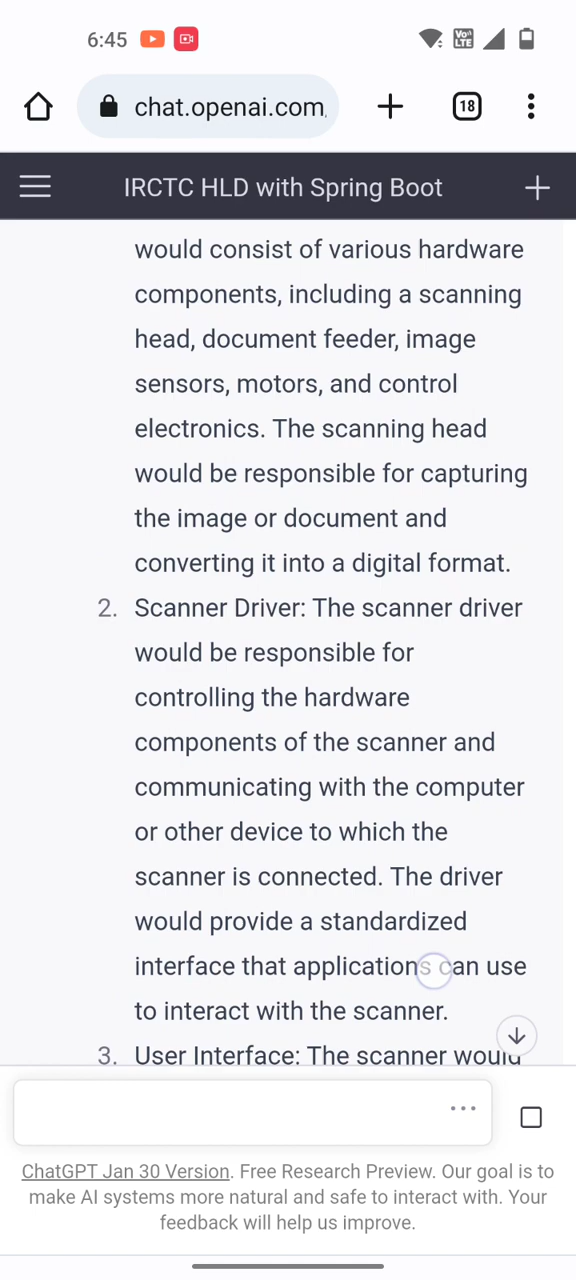 6:45
Vo)) LTE
chat.openai.com
18
IRCTC HLD with Spring Boot
would consist of various hardware
components, including a scanning
head, document feeder, image
sensors, motors, and control
electronics. The scanning head
would be responsible for capturing
the image or document and
converting it into a digital format.
2. Scanner Driver: The scanner driver
would be responsible for
controlling the hardware
components of the scanner and
communicating with the computer
or other device to which the
scanner is connected. The driver
would provide a standardized
interface that applications can use
to interact with the scanner.
3. User Interface: The scanner would
ChatGPT Jan 30 Version. Free Research Preview. Our goal is to
make AI systems more natural and safe to interact with. Your
feedback will help us improve.